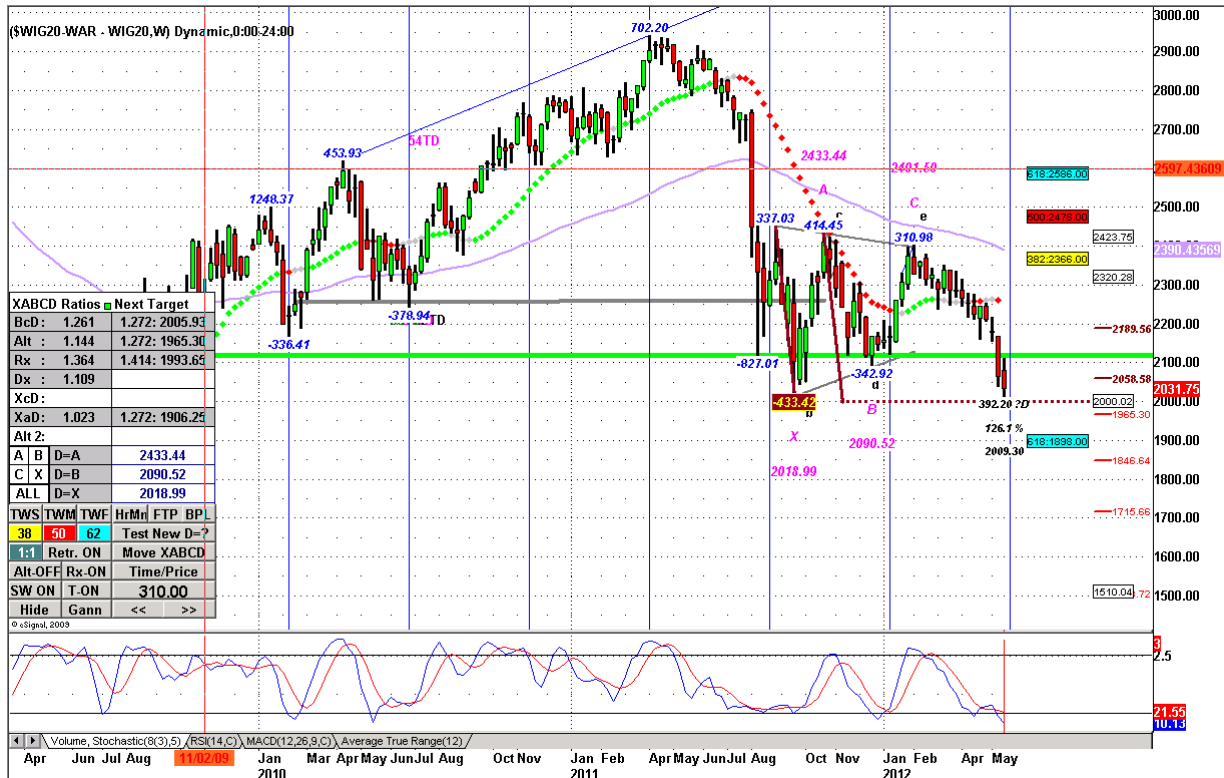 ($WIG20-WAR - WIG20,W) Dynamic,0:00-24:00
702.20
54TD
453.93
1248.37
-336.41
-378.94
TD
2433.44
2401.50
A
C
c
e
337.03
414.45
310.98
-827.01
-342.92
d
-433.42
b
B
X
2090.52
2018.99
126.1 %
2009.30
3000.00
2900.00
2800.00
2700.00
2597.43609
2500.00
2390.43569
2300.00
2200.00
2100.00
2031.75
2000.00
1900.00
1800.00
1700.00
1600.00
1500.00
618:2586.00
500:2476.00
2423.75
382:2366.00
2320.28
2189.56
2058.58
2000.02
1965.30
618:1898.00
1846.64
1715.66
1510.04
XABCD Ratios Next Target
BcD: 1.261 1.272: 2005.93
Alt : 1.144 1.272: 1965.30
Rx : 1.364 1.414: 1953.65
Dx : 1.109
XcD:
XaD: 1.023 1.272: 1906.25
Alt 2:
A B D=A 2433.44
C X D=B 2090.52
ALL D=X 2018.99
TWS TWM TWF HrMn FTP BPL
38 50 62 Test New D=?
1:1 Retr. ON Move XABCD
Alt-OFF Rx-ON Time/Price
SW ON T-ON 310.00
Hide Gann << >>
© eSignal, 2009
3
2.5
21.55
10.13
Volume, Stochastic(8(3),5) RSI(14,C) MACD(12,26,9,C) Average True Range(12)
Apr Jun Jul Aug 11/02/09 Jan Mar Apr May Jun Jul Aug Oct Nov Jan Feb Mar Apr May Jun Jul Aug Oct Nov Jan Feb Apr May
2010 2011 2012